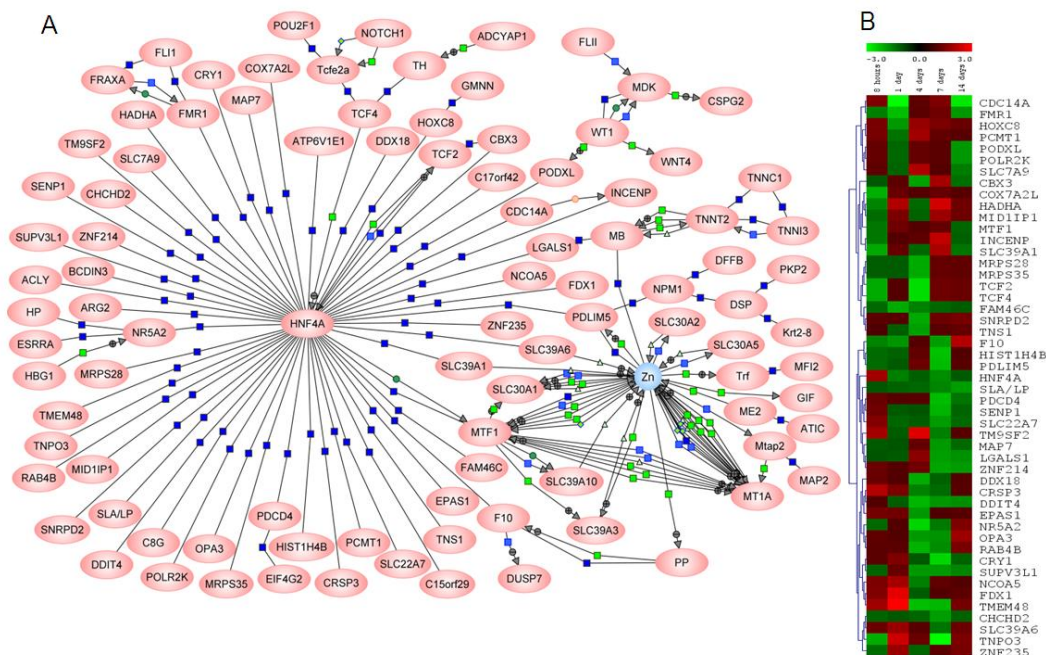 A
POU2F1
NOTCH1
ADCYAP1
FLI1
Tcfe2a
TH
FLII
FRAXA
CRY1
COX7A2L
GMNN
MDK
CSPG2
FMR1
MAP7
TCF4
HOXC8
HADHA
ATP6V1E1
DDX18
TCF2
CBX3
WT1
WNT4
TM9SF2
SLC7A9
C17orf42
PODXL
SENP1
CHCHD2
CDC14A
INCENP
TNNC1
TNNT2
TNNI3
SUPV3L1
ZNF214
LGALS1
MB
ACLY
BCDIN3
NCOA5
FDX1
NPM1
DFFB
PKP2
HP
ARG2
HNF4A
PDLIM5
DSP
ESRRA
NR5A2
ZNF235
SLC30A2
Krt2-8
HBG1
MRPS28
SLC39A6
SLC39A1
SLC30A5
Zn
Trf
MFI2
TMEM48
SLC30A1
GIF
TNPO3
MTF1
ME2
ATIC
RAB4B
MID1IP1
FAM46C
Mtap2
SNRPD2
SLA/LP
SLC39A10
MT1A
MAP2
DDIT4
C8G
PDCD4
EPAS1
F10
SLC39A3
POLR2K
OPA3
HIST1H4B
PCMT1
TNS1
MRPS35
EIF4G2
CRSP3
SLC22A7
C15orf29
DUSP7
PP
B
-3.0 0.0 3.0
8 hours
1 day
4 days
7 days
14 days
CDC14A
FMR1
HOXC8
PCMT1
PODXL
POLR2K
SLC7A9
CBX3
COX7A2L
HADHA
MID1IP1
MTF1
INCENP
SLC39A1
MRPS28
MRPS35
TCF2
TCF4
FAM46C
SNRPD2
TNS1
F10
HIST1H4B
PDLIM5
HNF4A
SLA/LP
PDCD4
SENP1
SLC22A7
TM9SF2
MAP7
LGALS1
ZNF214
DDX18
CRSP3
DDIT4
EPAS1
NR5A2
OPA3
RAB4B
CRY1
SUPV3L1
NCOA5
FDX1
TMEM48
CHCHD2
SLC39A6
TNPO3
ZNF235